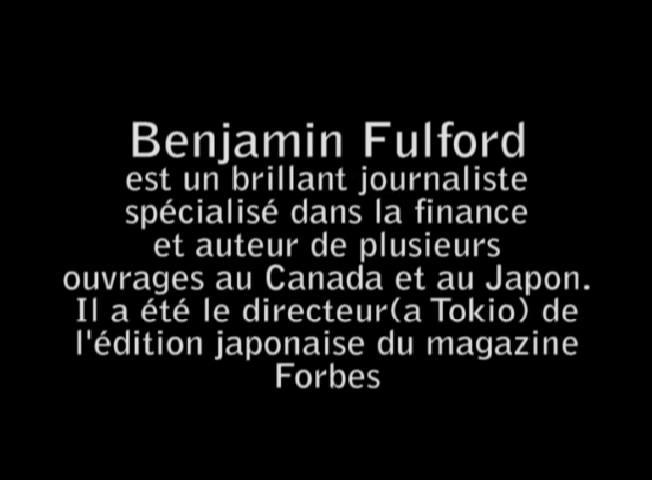 Benjamin Fulford
est un brillant journaliste
spécialisé dans la finance
et auteur de plusieurs
ouvrages au Canada et au Japon.
Il a été le directeur(a Tokio) de
l'édition japonaise du magazine
Forbes